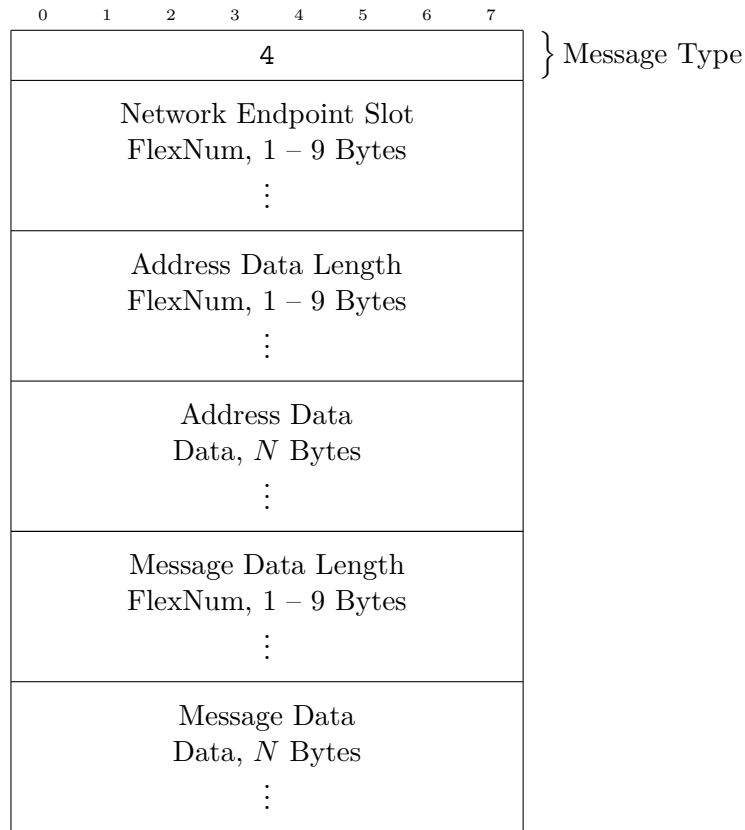 0 1 2 3 4 5 6 7
4
Message Type
Network Endpoint Slot
FlexNum, 1 – 9 Bytes
⋮
Address Data Length
FlexNum, 1 – 9 Bytes
⋮
Address Data
Data, N Bytes
⋮
Message Data Length
FlexNum, 1 – 9 Bytes
⋮
Message Data
Data, N Bytes
⋮